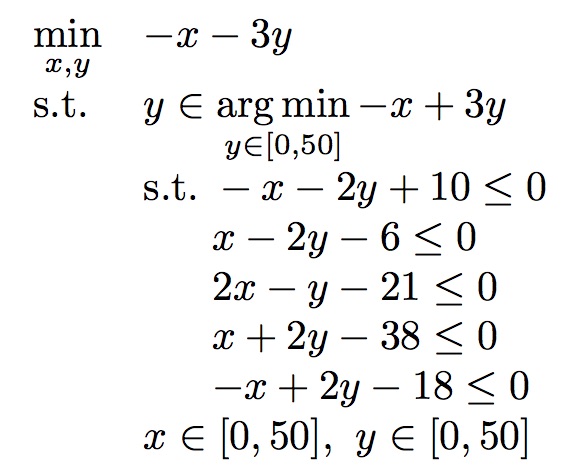 min −x − 3y
x,y
s.t. y ∈ arg min −x + 3y
y∈[0,50]
s.t. − x − 2y + 10 ≤ 0
x − 2y − 6 ≤ 0
2x − y − 21 ≤ 0
x + 2y − 38 ≤ 0
−x + 2y − 18 ≤ 0
x ∈ [0, 50], y ∈ [0, 50]